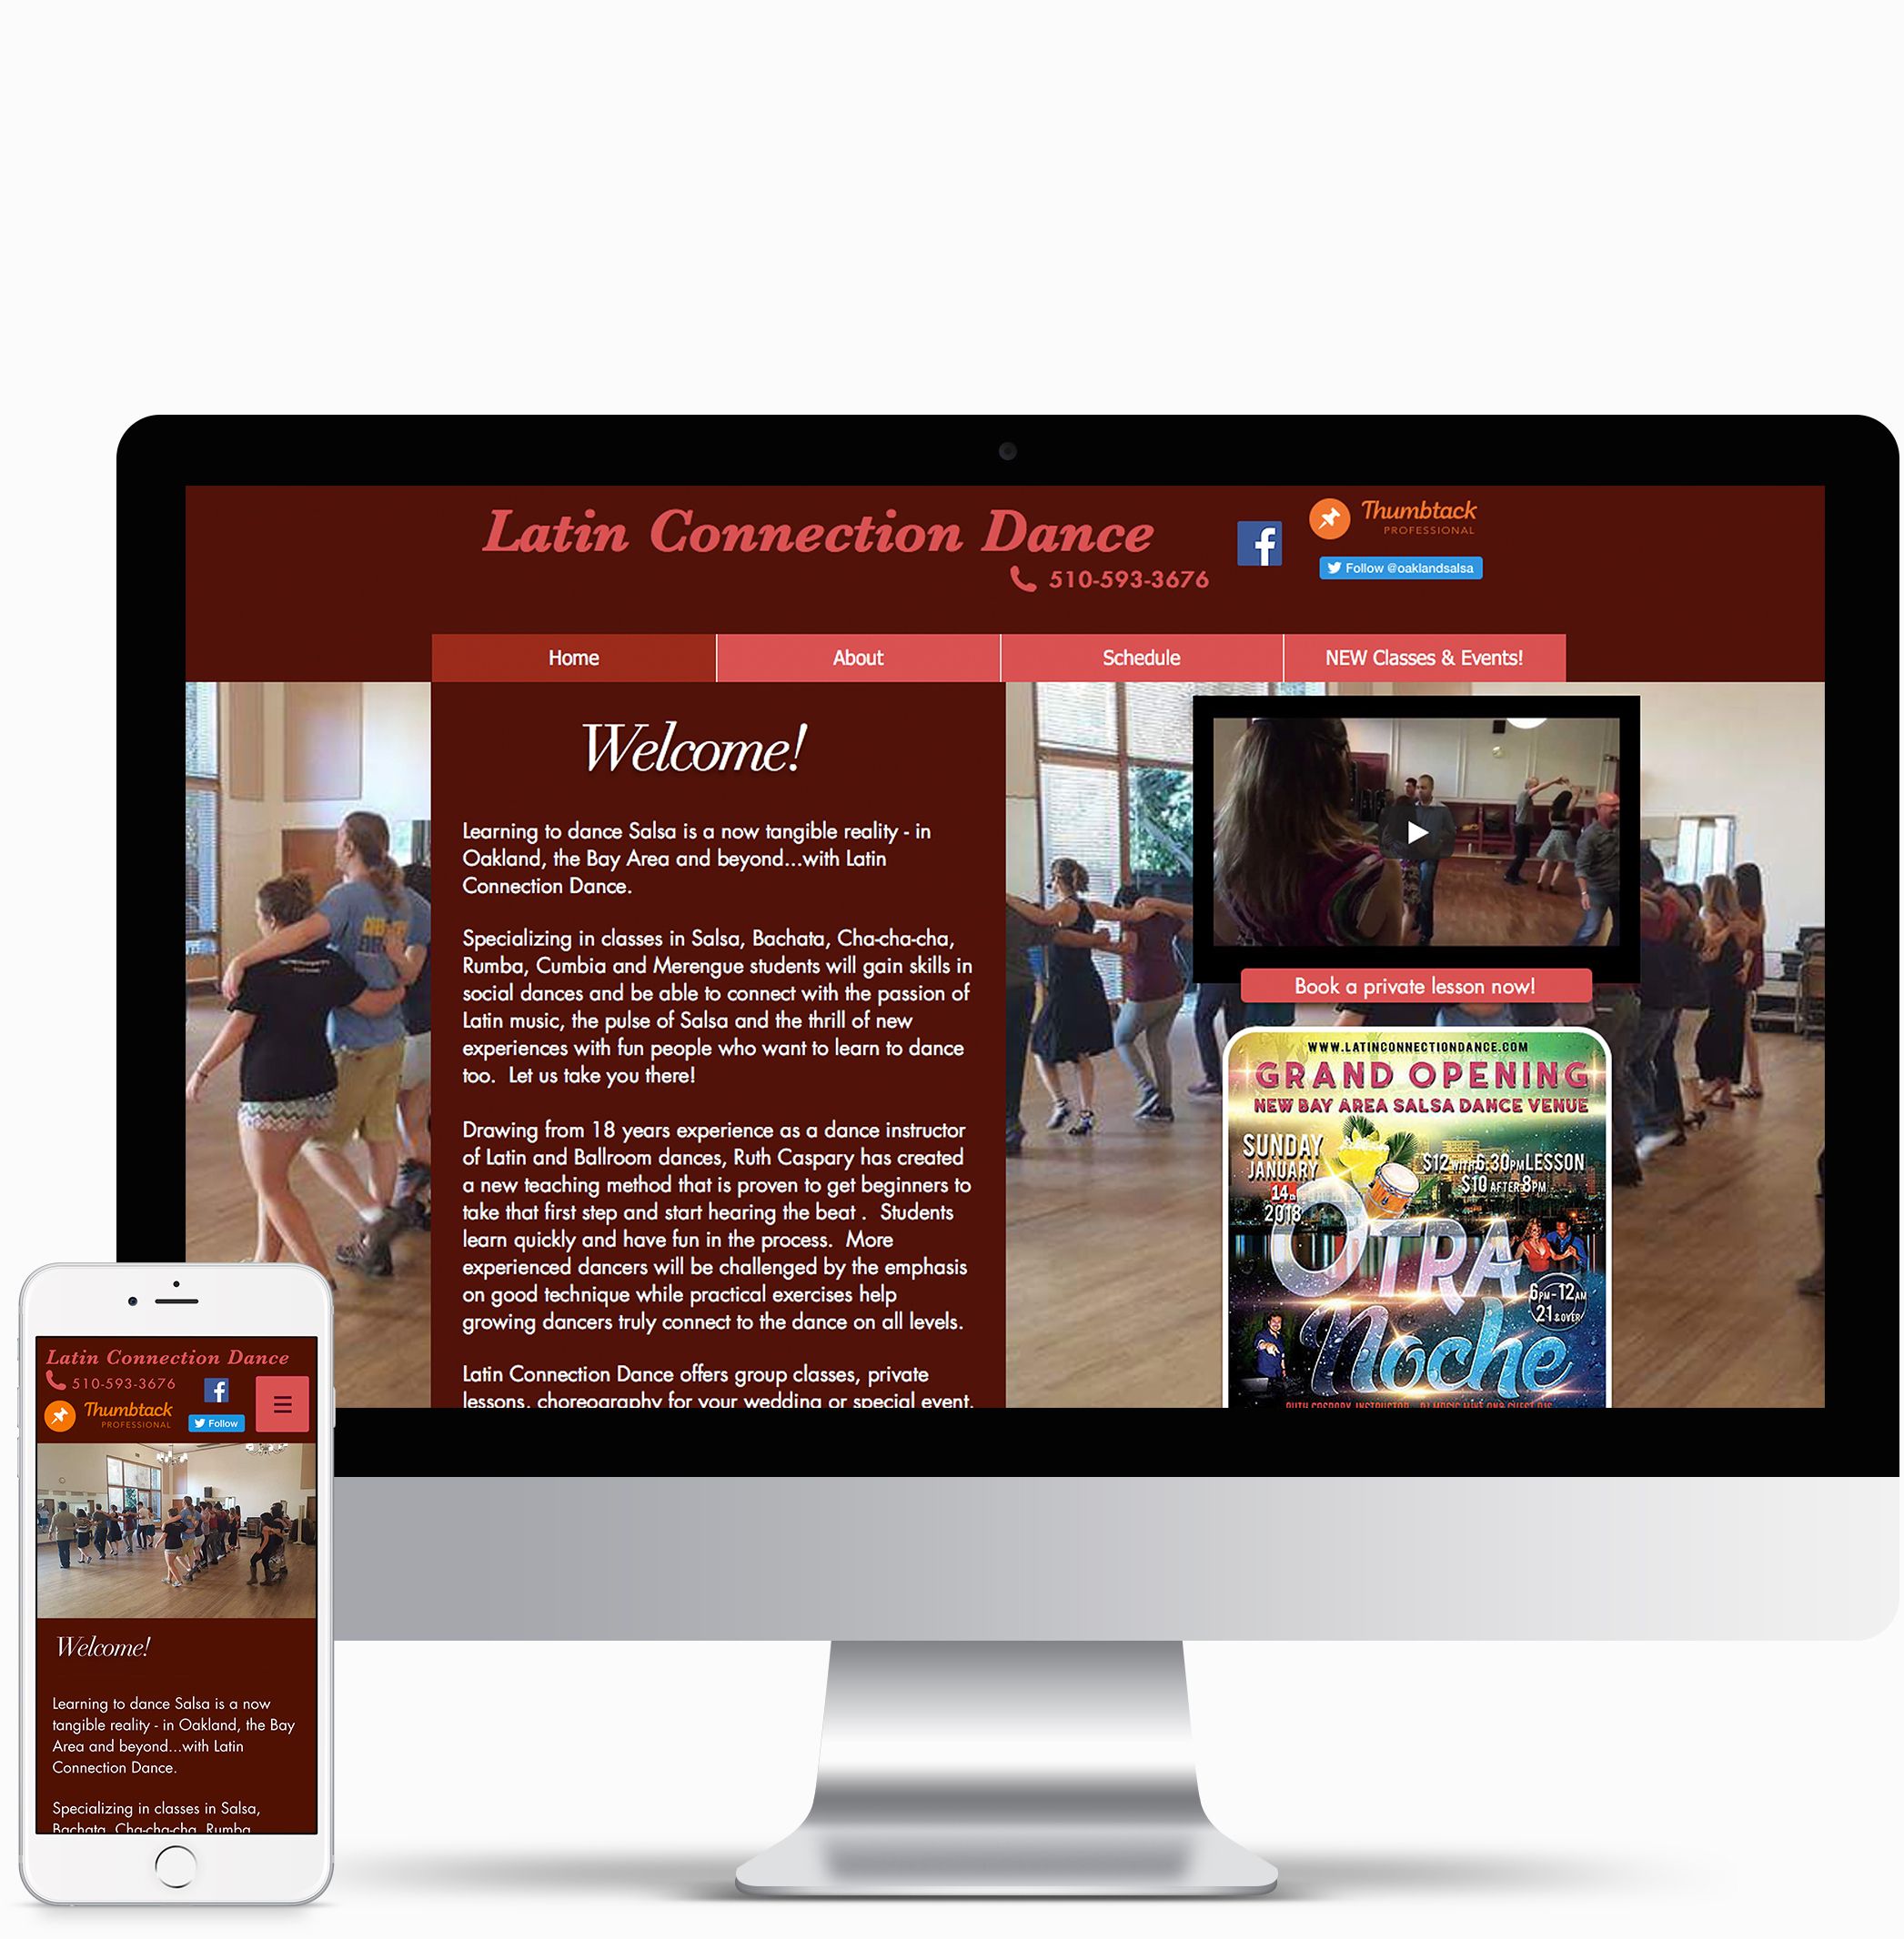 Latin Connection Dance
510-593-3676
f
Thumbtack
PROFESSIONAL
Follow @oaklandsalsa
Home
About
Schedule
NEW Classes & Events!
Welcome!
Learning to dance Salsa is a now tangible reality - in
Oakland, the Bay Area and beyond...with Latin
Connection Dance.
Specializing in classes in Salsa, Bachata, Cha-cha-cha,
Rumba, Cumbia and Merengue students will gain skills in
social dances and be able to connect with the passion of
Latin music, the pulse of Salsa and the thrill of new
experiences with fun people who want to learn to dance
too.  Let us take you there!
Drawing from 18 years experience as a dance instructor
of Latin and Ballroom dances, Ruth Caspary has created
a new teaching method that is proven to get beginners to
take that first step and start hearing the beat .  Students
learn quickly and have fun in the process.  More
experienced dancers will be challenged by the emphasis
on good technique while practical exercises help
growing dancers truly connect to the dance on all levels.
Latin Connection Dance offers group classes, private
lessons, choreography for your wedding or special event,
Book a private lesson now!
WWW.LATINCONNECTIONDANCE.COM
GRAND OPENING
NEW BAY AREA SALSA DANCE VENUE
SUNDAY
JANUARY
14th
2018
$12 WITH 6:30PM LESSON
$10 AFTER 8PM
OTRA
Noche
6PM-12AM
21 & OVER
Latin Connection Dance
510-593-3676
f
Thumbtack
PROFESSIONAL
Follow
Welcome!
Learning to dance Salsa is a now
tangible reality - in Oakland, the Bay
Area and beyond...with Latin
Connection Dance.
Specializing in classes in Salsa,
Bachata, Cha-cha-cha, Rumba,